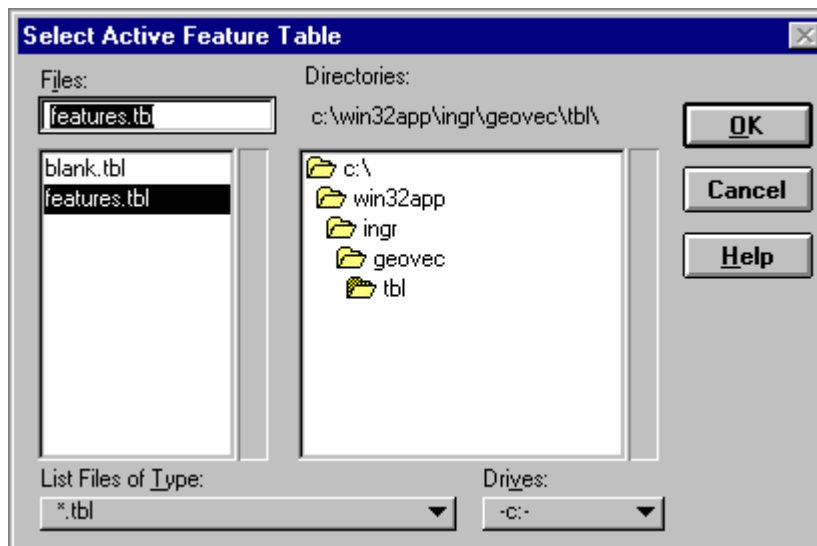 Select Active Feature Table
Files:
features.tbl
blank.tbl
features.tbl
Directories:
c:\win32app\ingr\geovec\tbl\
c:\
win32app
ingr
geovec
tbl
OK
Cancel
Help
List Files of Type:
*.tbl
Drives:
-c:-